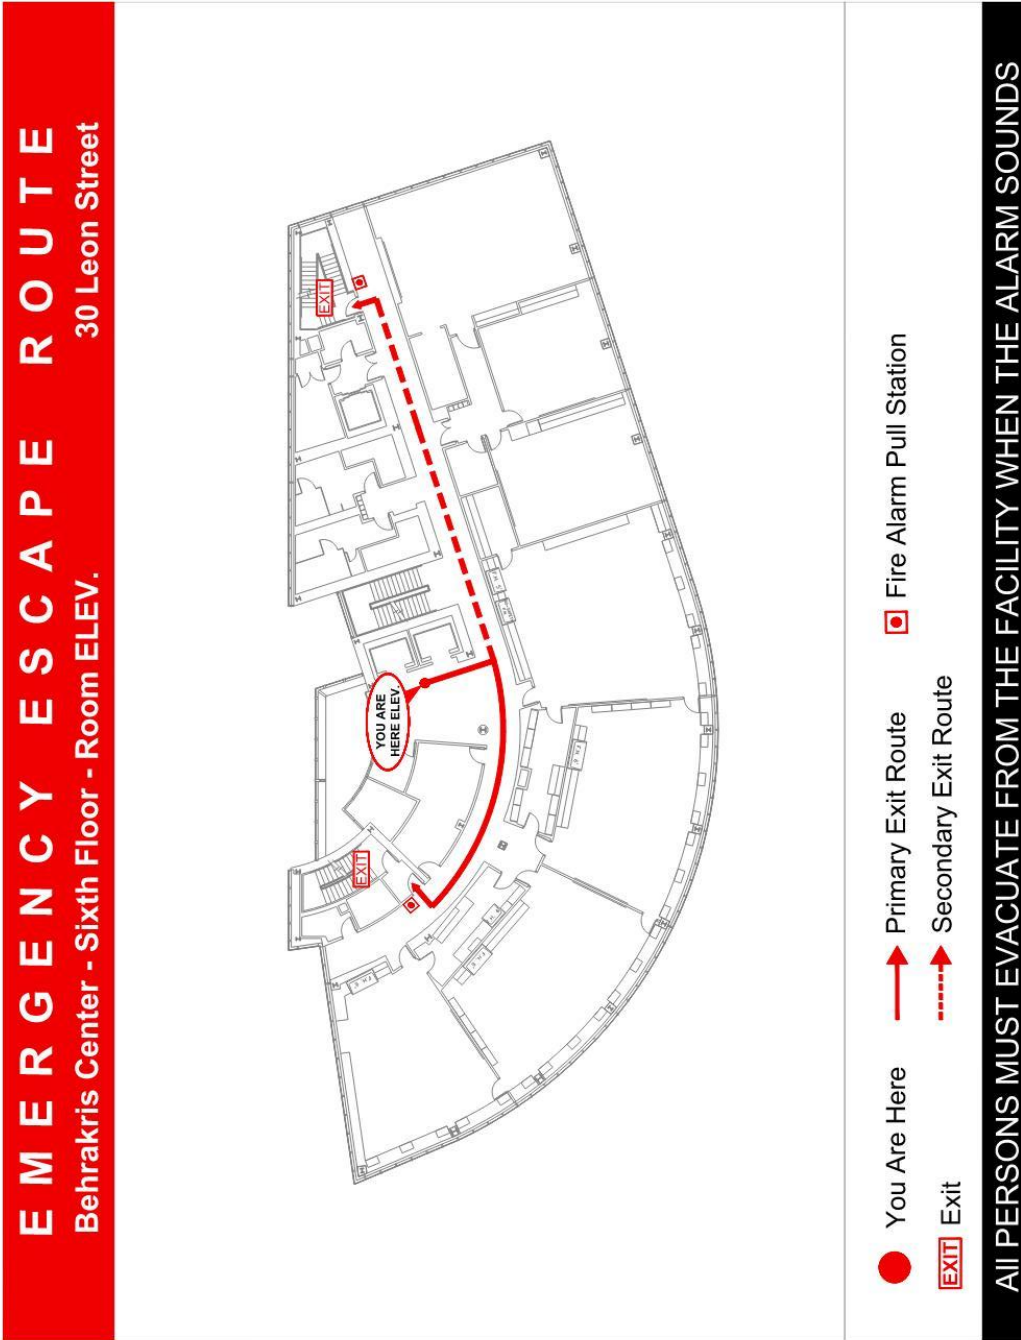 EMERGENCY ESCAPE ROUTE
Behrakris Center - Sixth Floor - Room ELEV.
30 Leon Street
EXIT
YOU ARE
HERE ELEV.
EXIT
You Are Here
Primary Exit Route
Fire Alarm Pull Station
EXIT Exit
Secondary Exit Route
All PERSONS MUST EVACUATE FROM THE FACILITY WHEN THE ALARM SOUNDS